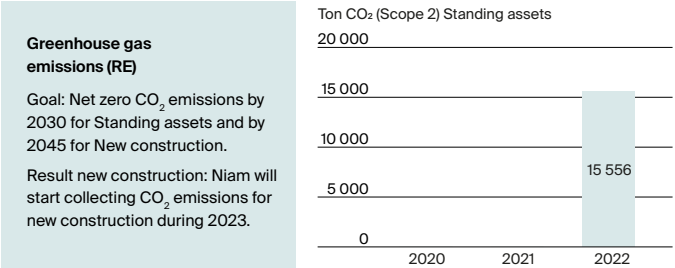 Greenhouse gas
emissions (RE)
Goal: Net zero CO₂ emissions by
2030 for Standing assets and by
2045 for New construction.
Result new construction: Niam will
start collecting CO₂ emissions for
new construction during 2023.
Ton CO₂ (Scope 2) Standing assets
20 000
15 000
10 000
15 556
5 000
0
2020 2021 2022